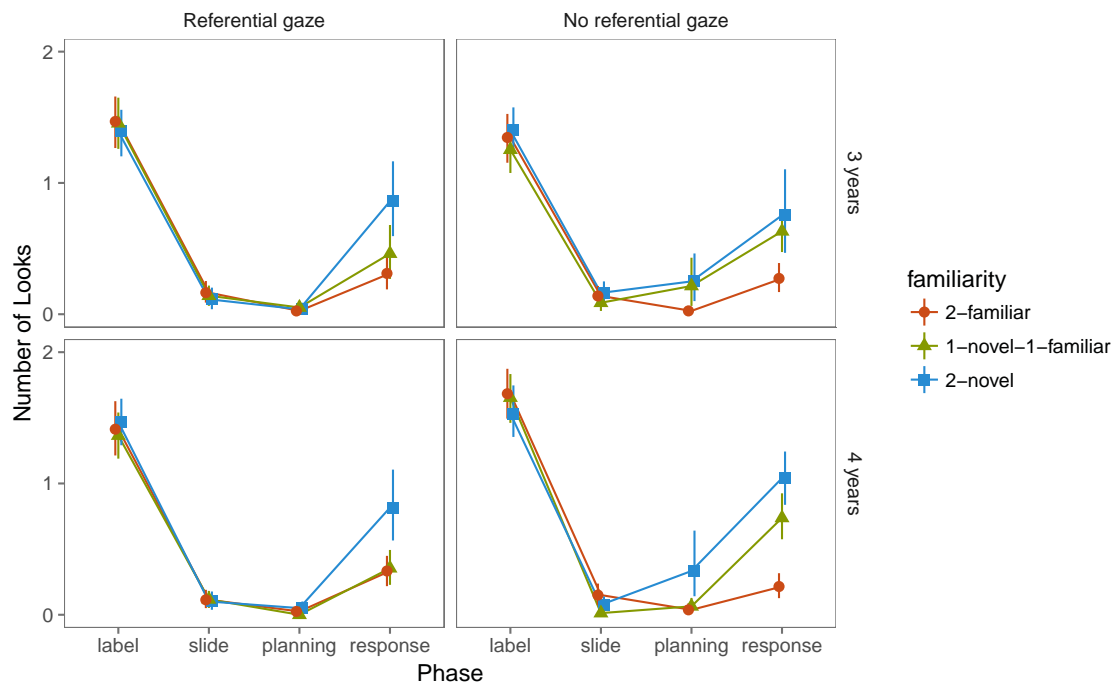 Referential gaze
No referential gaze
2
1
0
3 years
2
1
0
4 years
Number of Looks
label slide planning response
label slide planning response
Phase
familiarity
2−familiar
1−novel−1−familiar
2−novel